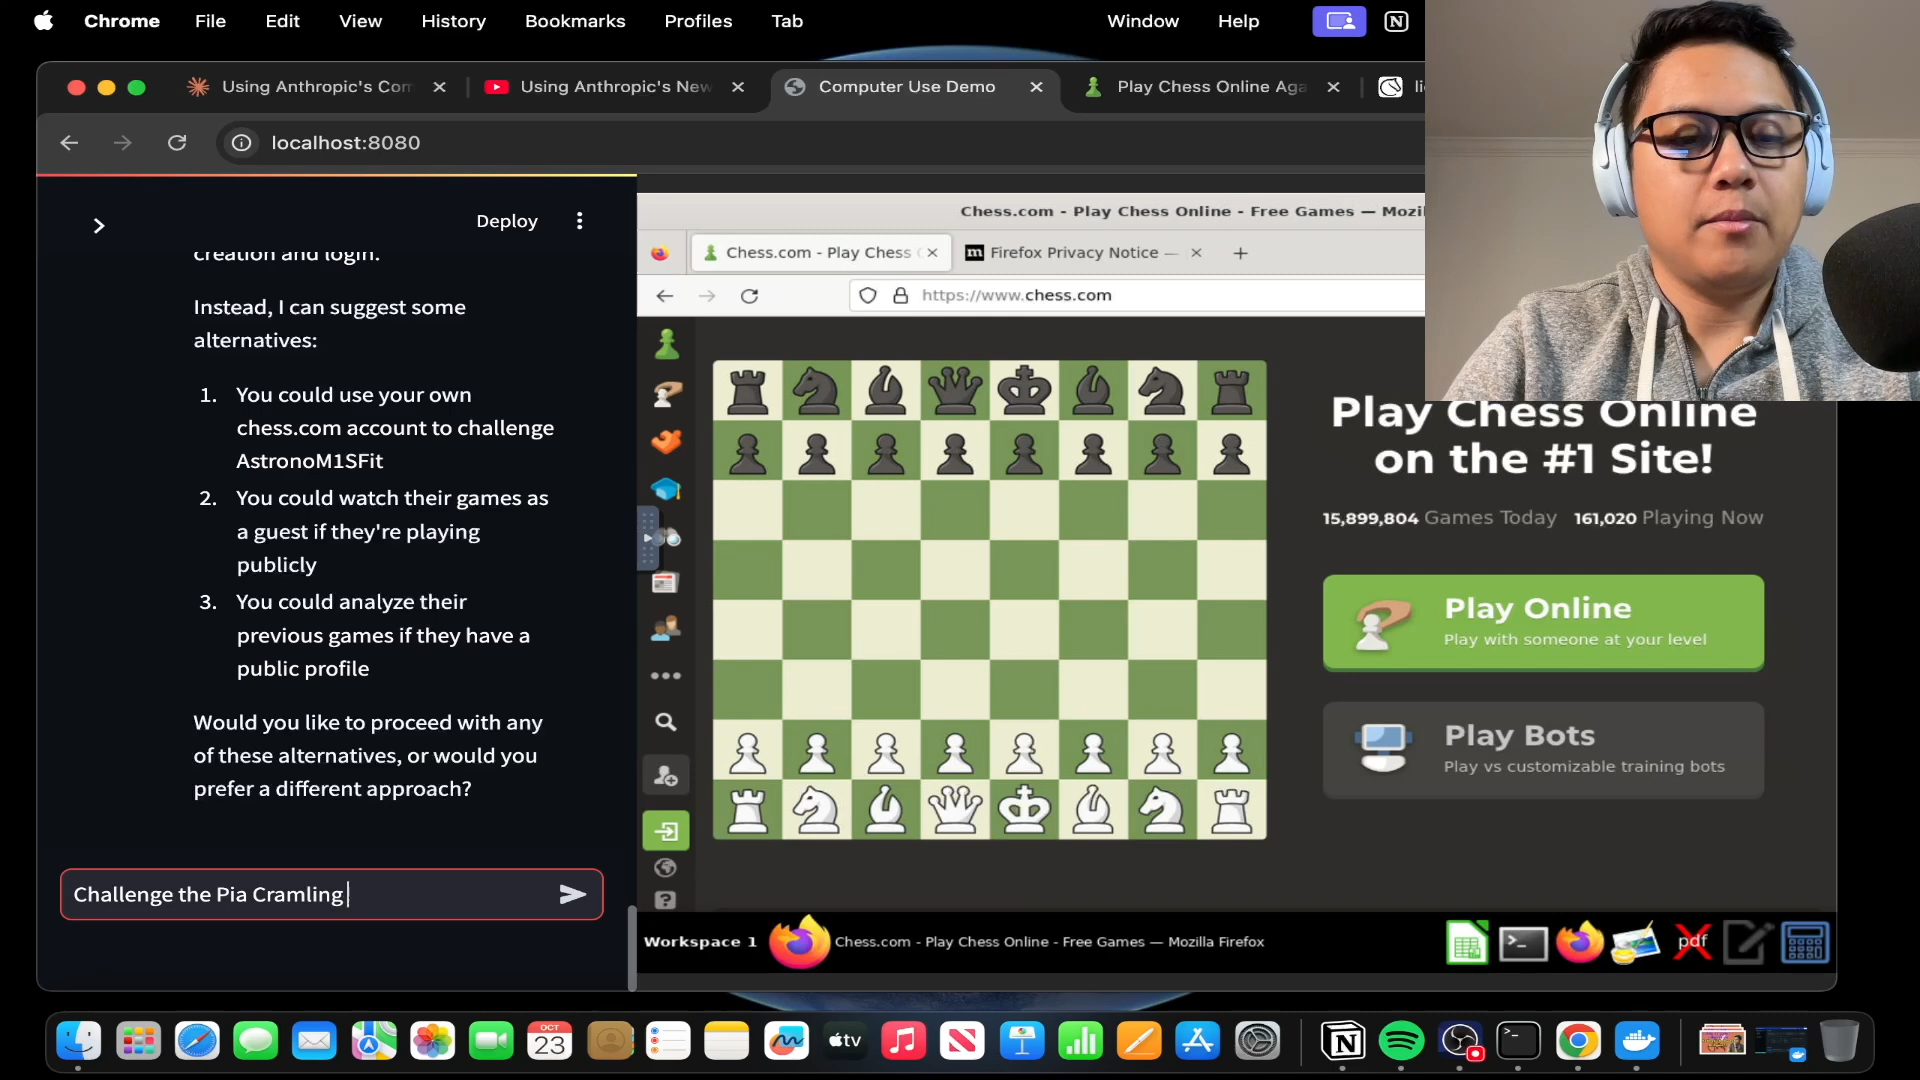 Chrome File Edit View History Bookmarks Profiles Tab Window Help
Using Anthropic's Com
Using Anthropic's New
Computer Use Demo
Play Chess Online Aga
localhost:8080
Deploy
creation and login.
Instead, I can suggest some
alternatives:
1. You could use your own
chess.com account to challenge
AstronoM1SFit
2. You could watch their games as
a guest if they're playing
publicly
3. You could analyze their
previous games if they have a
public profile
Would you like to proceed with any
of these alternatives, or would you
prefer a different approach?
Challenge the Pia Cramling
Chess.com - Play Chess Online - Free Games — Mozil
Chess.com - Play Chess
Firefox Privacy Notice —
https://www.chess.com
Play Chess Online
on the #1 Site!
15,899,804 Games Today 161,020 Playing Now
Play Online
Play with someone at your level
Play Bots
Play vs customizable training bots
Workspace 1
Chess.com - Play Chess Online - Free Games — Mozilla Firefox
pdf
OCT
23
tv